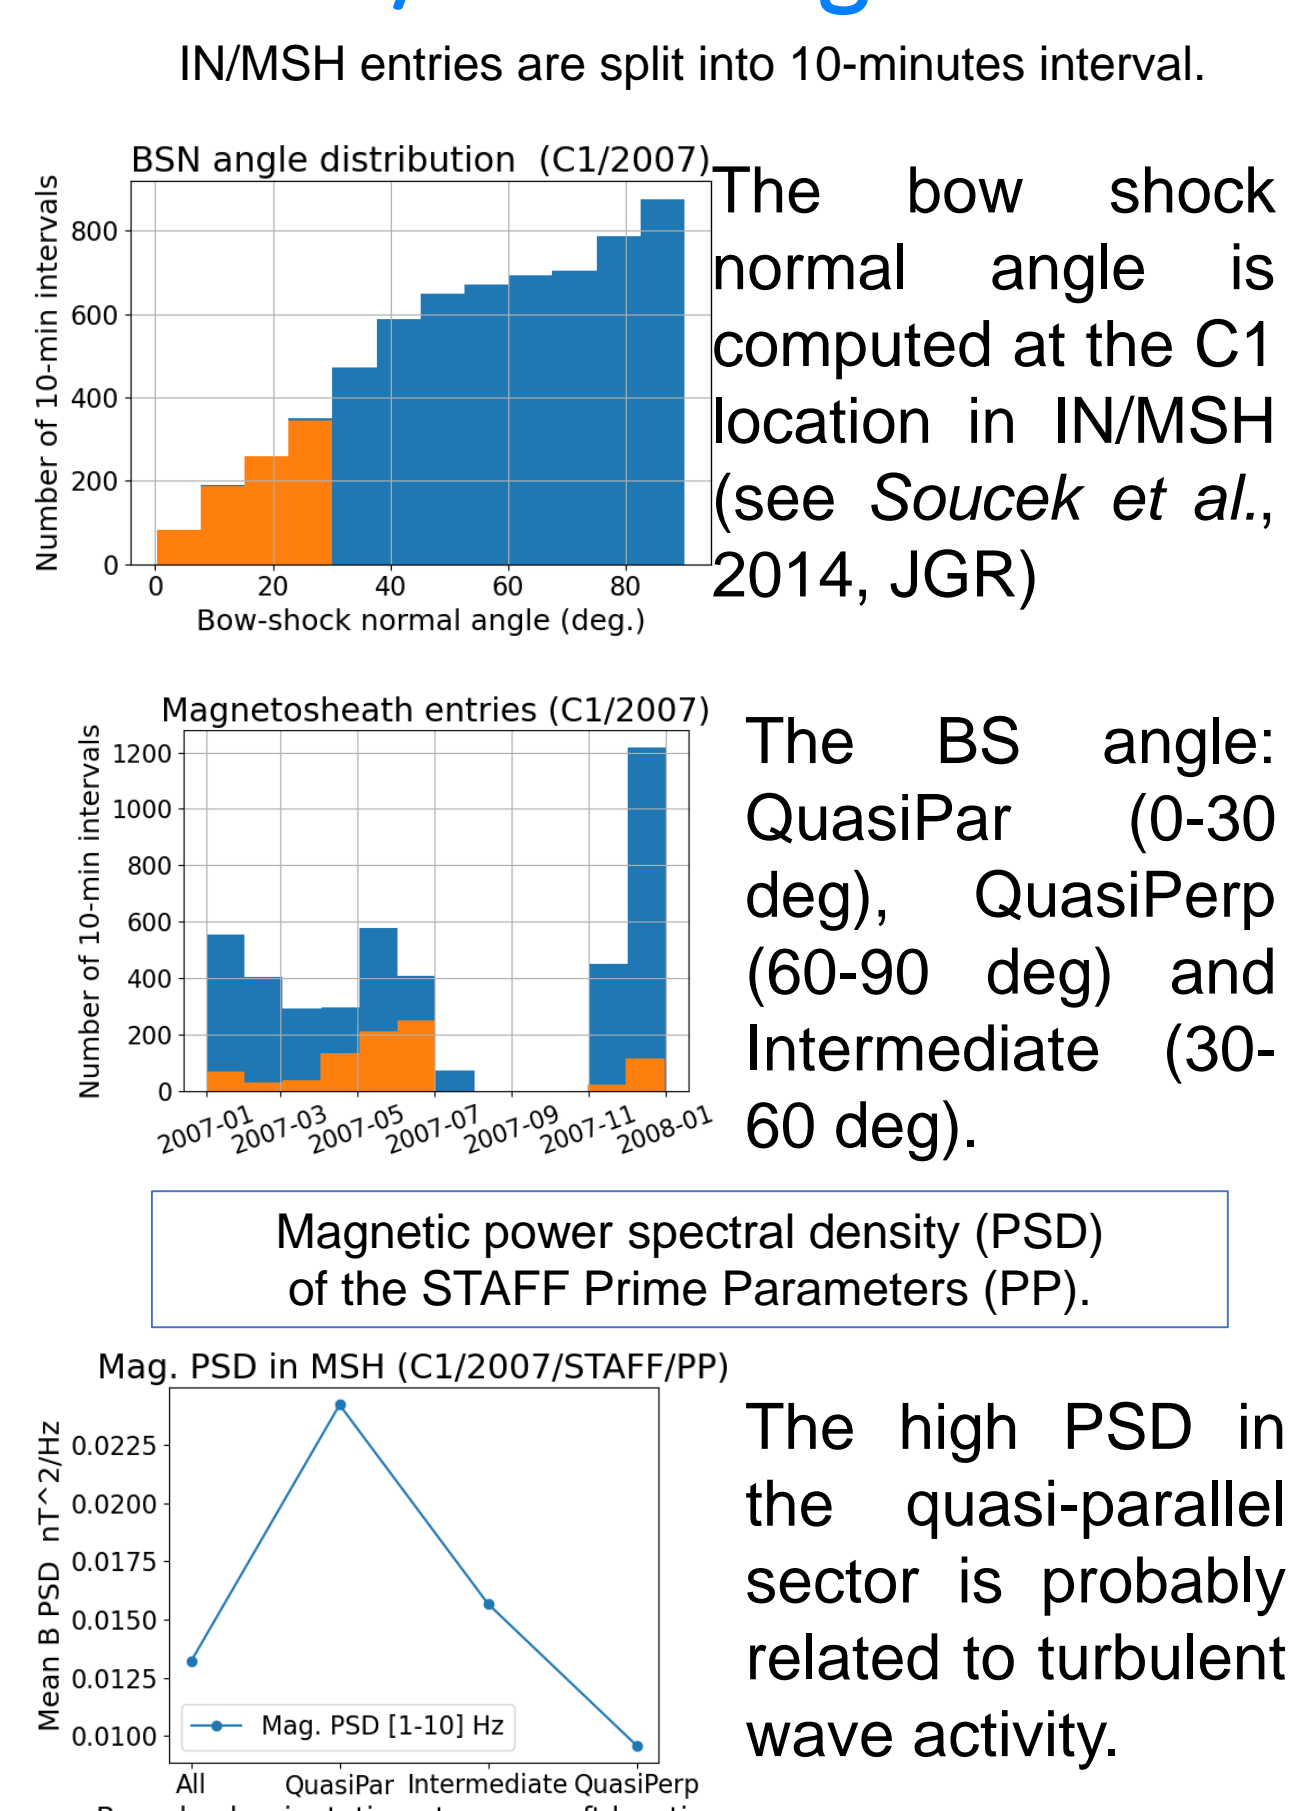 IN/MSH entries are split into 10-minutes interval.
BSN angle distribution (C1/2007)
Number of 10-min intervals
800
600
400
200
0
0 20 40 60 80
Bow-shock normal angle (deg.)
The bow shock
normal angle is
computed at the C1
location in IN/MSH
(see Soucek et al.,
2014, JGR)
Magnetosheath entries (C1/2007)
Number of 10-min intervals
1200
1000
800
600
400
200
0
2007-01 2007-03 2007-05 2007-07 2007-09 2007-11 2008-01
The BS angle:
QuasiPar (0-30
deg), QuasiPerp
(60-90 deg) and
Intermediate (30-
60 deg).
Magnetic power spectral density (PSD)
of the STAFF Prime Parameters (PP).
Mag. PSD in MSH (C1/2007/STAFF/PP)
Mean B PSD nT^2/Hz
0.0225
0.0200
0.0175
0.0150
0.0125
0.0100
Mag. PSD [1-10] Hz
All QuasiPar Intermediate QuasiPerp
The high PSD in
the quasi-parallel
sector is probably
related to turbulent
wave activity.